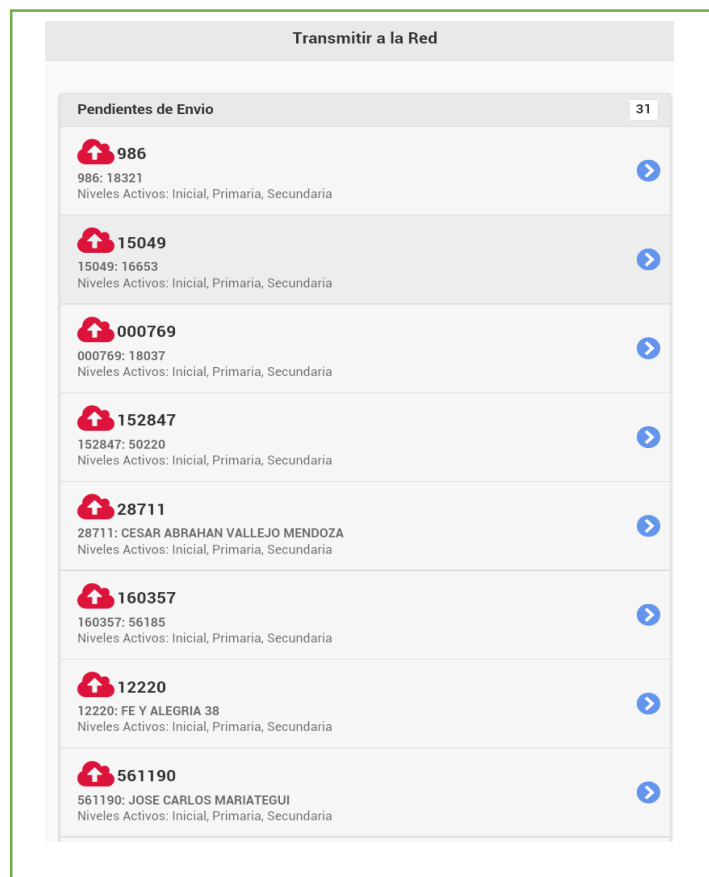 Transmitir a la Red
Pendientes de Envio 31
986
986: 18321
Niveles Activos: Inicial, Primaria, Secundaria
15049
15049: 16653
Niveles Activos: Inicial, Primaria, Secundaria
000769
000769: 18037
Niveles Activos: Inicial, Primaria, Secundaria
152847
152847: 50220
Niveles Activos: Inicial, Primaria, Secundaria
28711
28711: CESAR ABRAHAN VALLEJO MENDOZA
Niveles Activos: Inicial, Primaria, Secundaria
160357
160357: 56185
Niveles Activos: Inicial, Primaria, Secundaria
12220
12220: FE Y ALEGRIA 38
Niveles Activos: Inicial, Primaria, Secundaria
561190
561190: JOSE CARLOS MARIATEGUI
Niveles Activos: Inicial, Primaria, Secundaria